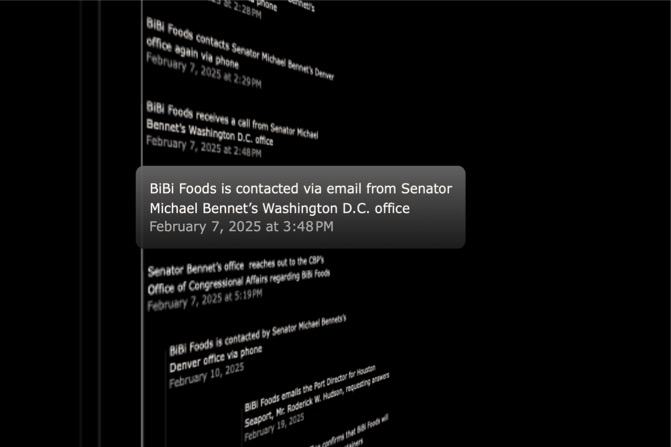 phone
at 2:28 PM
BiBi Foods contacts Senator Michael Bennet's Denver
office again via phone
February 7, 2025 at 2:29 PM
BiBi Foods receives a call from Senator Michael
Bennet's Washington D.C. office
February 7, 2025 at 2:48 PM
BiBi Foods is contacted via email from Senator
Michael Bennet's Washington D.C. office
February 7, 2025 at 3:48 PM
Senator Bennet's office reaches out to the CBP's
Office of Congressional Affairs regarding BiBi Foods
February 7, 2025 at 5:19 PM
BiBi Foods is contacted by Senator Michael Bennets's
Denver office via phone
February 10, 2025
BiBi Foods emails the Port Director for Houston
Seaport, Mr. Roderick W. Hudson, requesting answers
February 19, 2025
confirms that BiBi Foods will